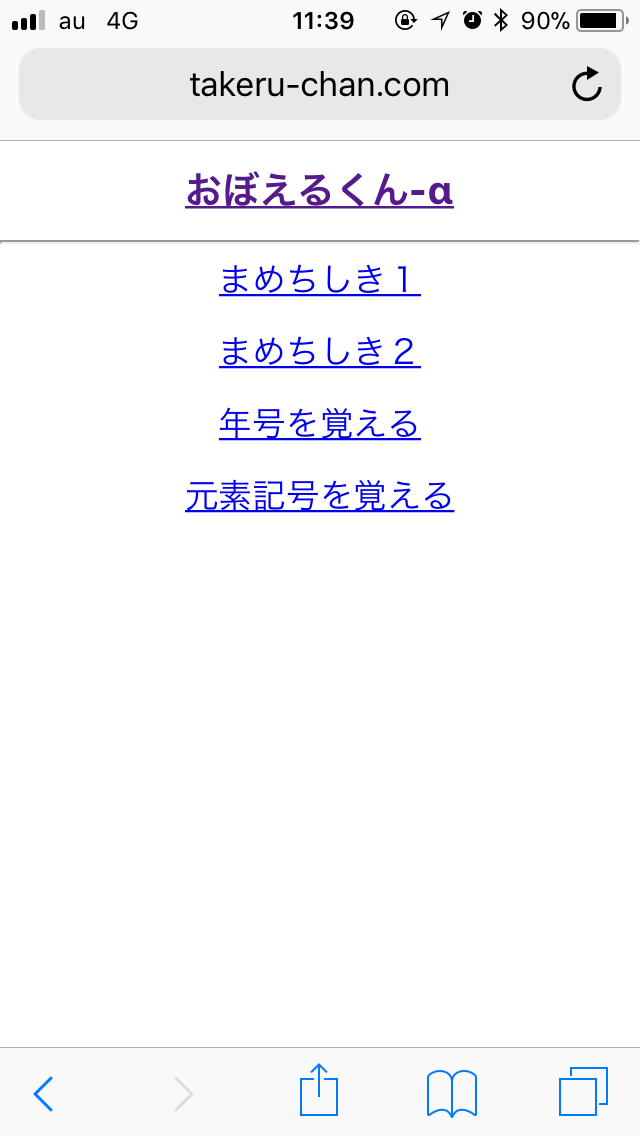 au 4G 11:39 90%
takeru-chan.com
おぼえるくん-α
まめちしき１
まめちしき２
年号を覚える
元素記号を覚える